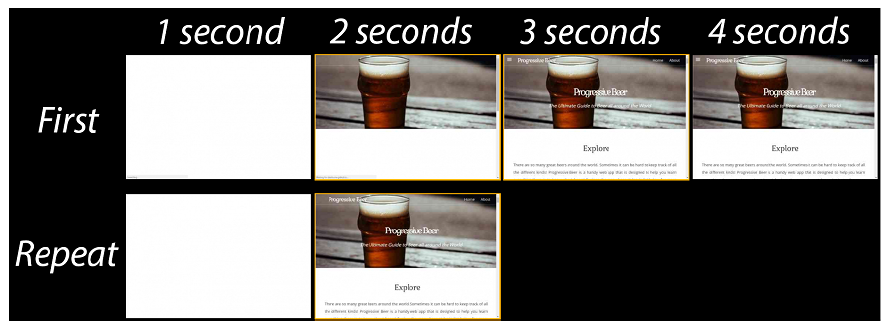 1 second 2 seconds 3 seconds 4 seconds
First
Progressive Beer Home About
Progressive Beer
The Ultimate Guide to Beer all around the World
Explore
There are so many great beers around the world. Sometimes it can be hard to keep track of all
the different kinds! Progressive Beer is a handy web app that is designed to help you learn
Progressive Beer Home About
Progressive Beer
The Ultimate Guide to Beer all around the World
Explore
There are so many great beers around the world. Sometimes it can be hard to keep track of all
the different kinds! Progressive Beer is a handy web app that is designed to help you learn
Repeat
Progressive Beer Home About
Progressive Beer
The Ultimate Guide to Beer all around the World
Explore
There are so many great beers around the world. Sometimes it can be hard to keep track of all
the different kinds! Progressive Beer is a handy web app that is designed to help you learn